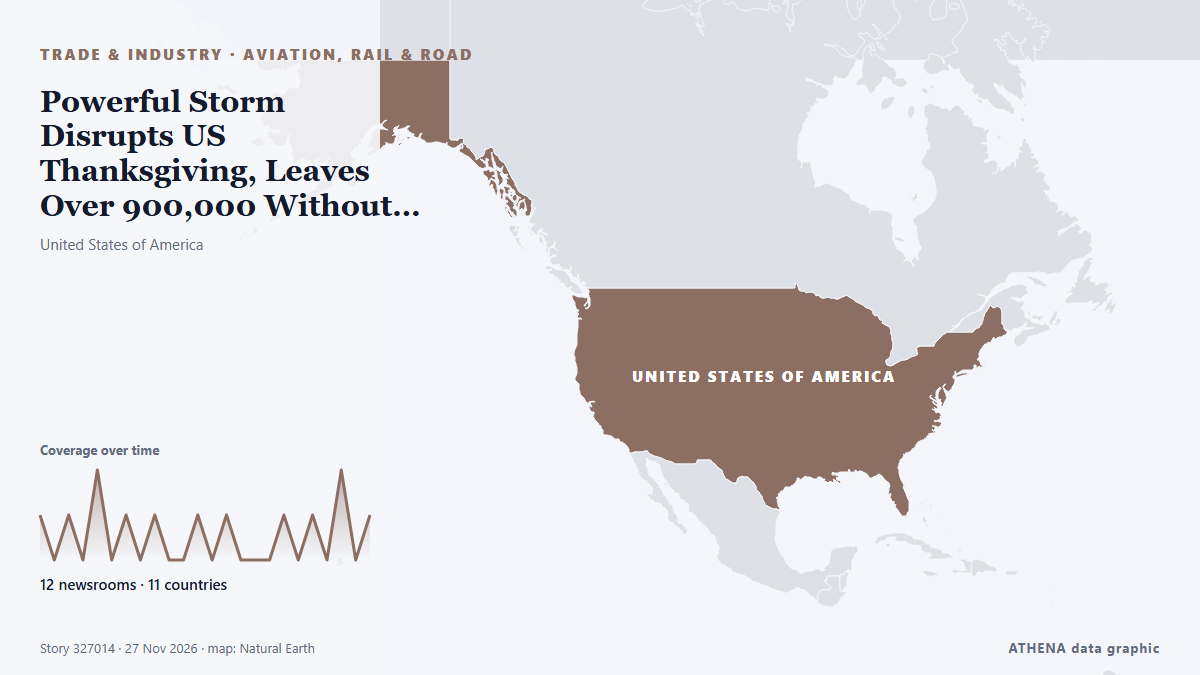 TRADE & INDUSTRY · AVIATION, RAIL & ROAD
Powerful Storm
Disrupts US
Thanksgiving, Leaves
Over 900,000 Without...
United States of America
UNITED STATES OF AMERICA
Coverage over time
12 newsrooms · 11 countries
Story 327014 · 27 Nov 2026 · map: Natural Earth
ATHENA data graphic